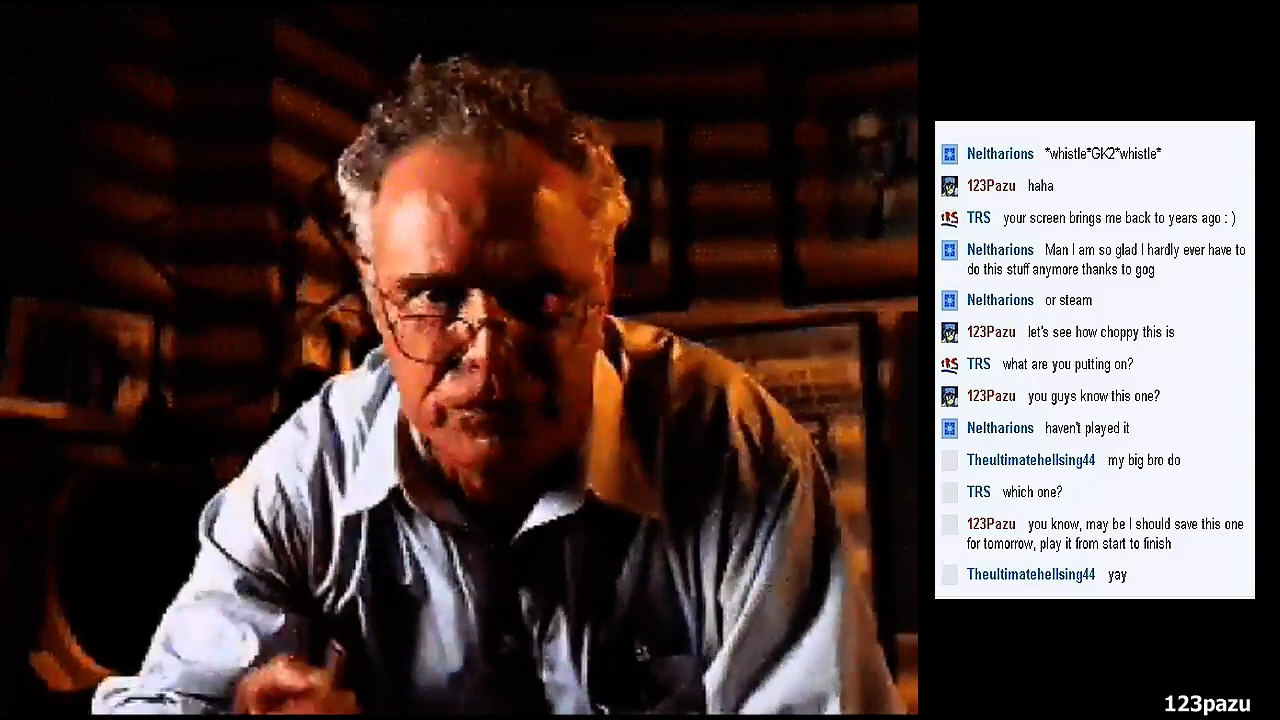 Neltharions *whistle*GK2*whistle*
123Pazu haha
TRS your screen brings me back to years ago : )
Neltharions Man I am so glad I hardly ever have to
do this stuff anymore thanks to gog
Neltharions or steam
123Pazu let's see how choppy this is
TRS what are you putting on?
123Pazu you guys know this one?
Neltharions haven't played it
Theultimatehellsing44 my big bro do
TRS which one?
123Pazu you know, may be I should save this one
for tomorrow, play it from start to finish
Theultimatehellsing44 yay
123pazu